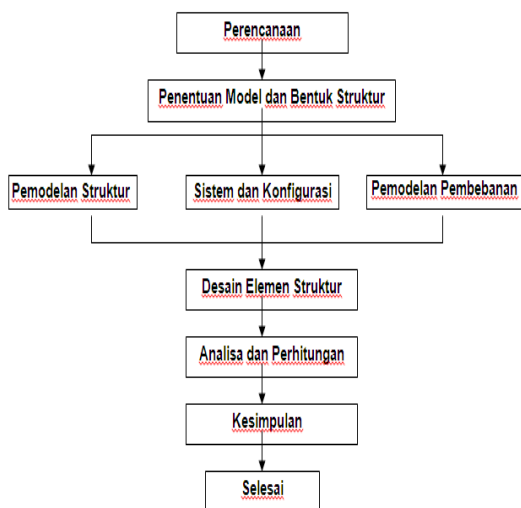 Perencanaan
Penentuan Model dan Bentuk Struktur
Pemodelan Struktur
Sistem dan Konfigurasi
Pemodelan Pembebanan
Desain Elemen Struktur
Analisa dan Perhitungan
Kesimpulan
Selesai